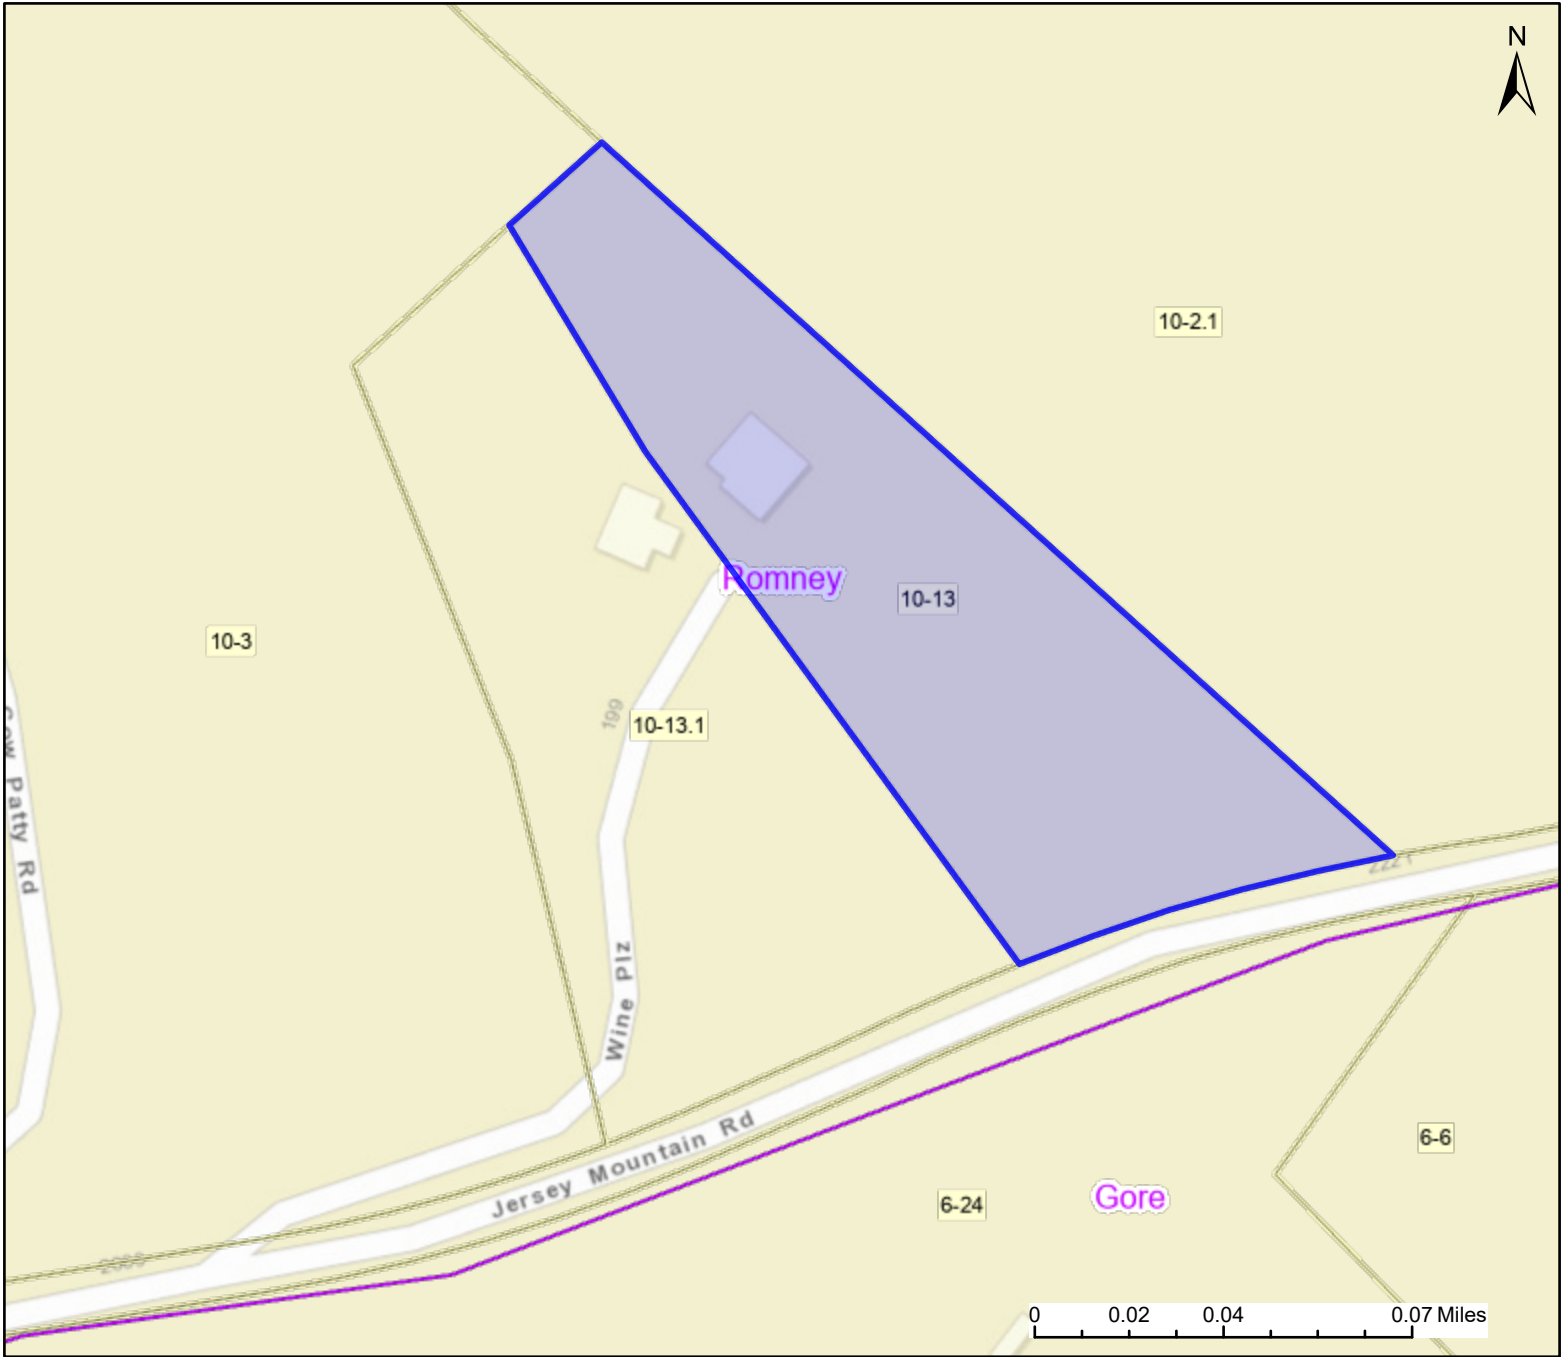 N
10-2.1
Romney
10-13
10-3
199
10-13.1
Cow Patty Rd
2221
Wine Plz
Jersey Mountain Rd
6-6
Gore
6-24
0 0.02 0.04 0.07 Miles